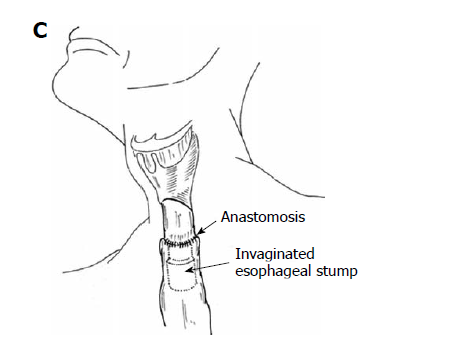 C
Anastomosis
Invaginated
esophageal stump